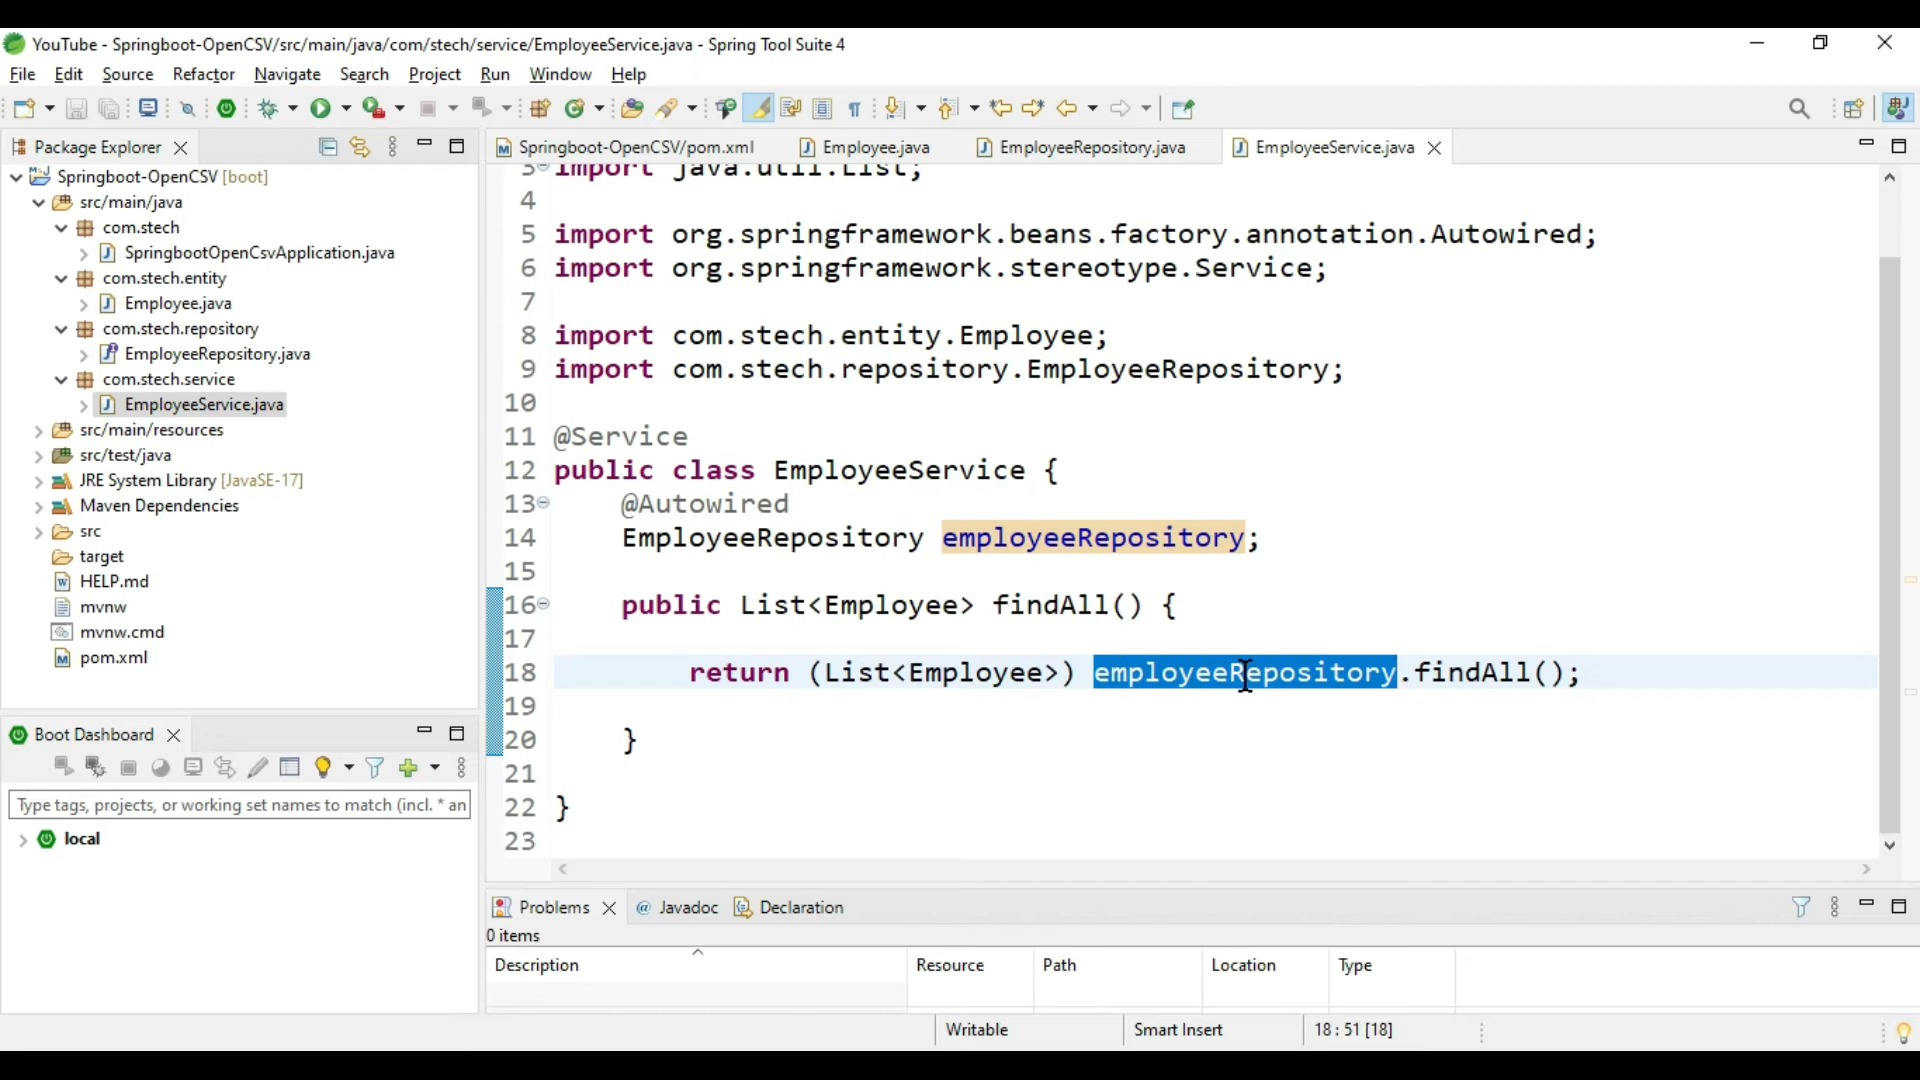 YouTube - Springboot-OpenCSV/src/main/java/com/stech/service/EmployeeService.java - Spring Tool Suite 4
File Edit Source Refactor Navigate Search Project Run Window Help
Package Explorer
Springboot-OpenCSV [boot]
src/main/java
com.stech
SpringbootOpenCsvApplication.java
com.stech.entity
Employee.java
com.stech.repository
EmployeeRepository.java
com.stech.service
EmployeeService.java
src/main/resources
src/test/java
JRE System Library [JavaSE-17]
Maven Dependencies
src
target
HELP.md
mvnw
mvnw.cmd
pom.xml
Boot Dashboard
Type tags, projects, or working set names to match (incl. * an
local
Springboot-OpenCSV/pom.xml Employee.java EmployeeRepository.java EmployeeService.java
3 import java.util.List;
4
5 import org.springframework.beans.factory.annotation.Autowired;
6 import org.springframework.stereotype.Service;
7
8 import com.stech.entity.Employee;
9 import com.stech.repository.EmployeeRepository;
10
11 @Service
12 public class EmployeeService {
13 @Autowired
14 EmployeeRepository employeeRepository;
15
16 public List<Employee> findAll() {
17
18 return (List<Employee>) employeeRepository.findAll();
19
20 }
21
22 }
23
Problems @ Javadoc Declaration
0 items
Description Resource Path Location Type
Writable Smart Insert 18 : 51 [18]